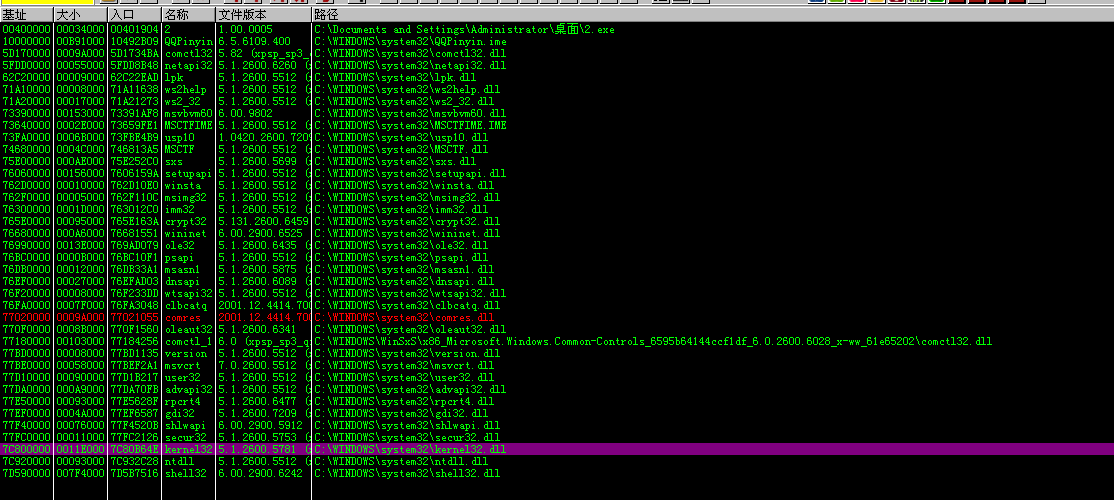 基址 大小 入口 名称 文件版本 路径
00400000 00034000 00401904 2 1.00.0005 C:\Documents and Settings\Administrator\桌面\2.exe
10000000 00B91000 10492B09 QQPinyin 6.5.6109.400 C:\WINDOWS\system32\QQPinyin.ime
5D170000 0009A000 5D1734BA comctl32 5.82 (xpsp_sp3_ C:\WINDOWS\system32\comctl32.dll
5FDD0000 00055000 5FDD8B48 netapi32 5.1.2600.6260 ( C:\WINDOWS\system32\netapi32.dll
62C20000 00009000 62C22EAD lpk 5.1.2600.5512 ( C:\WINDOWS\system32\lpk.dll
71A10000 00008000 71A11638 ws2help 5.1.2600.5512 ( C:\WINDOWS\system32\ws2help.dll
71A20000 00017000 71A21273 ws2_32 5.1.2600.5512 ( C:\WINDOWS\system32\ws2_32.dll
73390000 00153000 73391AF8 msvbvm60 6.00.9802 C:\WINDOWS\system32\msvbvm60.dll
73640000 0002E000 73659FE1 MSCTFIME 5.1.2600.5512 ( C:\WINDOWS\system32\MSCTFIME.IME
73FA0000 0006B000 73FBE4B9 usp10 1.0420.2600.7209 C:\WINDOWS\system32\usp10.dll
74680000 0004C000 746813A5 MSCTF 5.1.2600.5512 ( C:\WINDOWS\system32\MSCTF.dll
75E00000 000AE000 75E252C0 sxs 5.1.2600.5699 ( C:\WINDOWS\system32\sxs.dll
76060000 00156000 7606159A setupapi 5.1.2600.5512 ( C:\WINDOWS\system32\setupapi.dll
762D0000 00010000 762D10E0 winsta 5.1.2600.5512 ( C:\WINDOWS\system32\winsta.dll
762F0000 00005000 762F110C msimg32 5.1.2600.5512 ( C:\WINDOWS\system32\msimg32.dll
76300000 0001D000 763012C0 imm32 5.1.2600.5512 ( C:\WINDOWS\system32\imm32.dll
765E0000 00095000 765E163A crypt32 5.131.2600.6459 C:\WINDOWS\system32\crypt32.dll
76680000 000A6000 76681551 wininet 6.00.2900.6525 C:\WINDOWS\system32\wininet.dll
76990000 0013E000 769AD079 ole32 5.1.2600.6435 ( C:\WINDOWS\system32\ole32.dll
76BC0000 0000B000 76BC10F1 psapi 5.1.2600.5512 ( C:\WINDOWS\system32\psapi.dll
76DB0000 00012000 76DB33A1 msasn1 5.1.2600.5875 ( C:\WINDOWS\system32\msasn1.dll
76EF0000 00027000 76EFAD03 dnsapi 5.1.2600.6089 ( C:\WINDOWS\system32\dnsapi.dll
76F20000 00008000 76F233DD wtsapi32 5.1.2600.5512 ( C:\WINDOWS\system32\wtsapi32.dll
76FA0000 0007F000 76FA3048 clbcatq 2001.12.4414.700 C:\WINDOWS\system32\clbcatq.dll
77020000 0009A000 77021055 comres 2001.12.4414.700 C:\WINDOWS\system32\comres.dll
770F0000 0008B000 770F1560 oleaut32 5.1.2600.6341 C:\WINDOWS\system32\oleaut32.dll
77180000 00103000 77184256 comctl_1 6.0 (xpsp_sp3_q C:\WINDOWS\WinSxS\x86_Microsoft.Windows.Common-Controls_6595b64144ccf1df_6.0.2600.6028_x-ww_61e65202\comctl32.dll
77BD0000 00008000 77BD1135 version 5.1.2600.5512 ( C:\WINDOWS\system32\version.dll
77BE0000 00058000 77BEF2A1 msvcrt 7.0.2600.5512 ( C:\WINDOWS\system32\msvcrt.dll
77D10000 00090000 77D1B217 user32 5.1.2600.5512 ( C:\WINDOWS\system32\user32.dll
77DA0000 000A9000 77DA70FB advapi32 5.1.2600.5512 ( C:\WINDOWS\system32\advapi32.dll
77E50000 00093000 77E5628F rpcrt4 5.1.2600.6477 ( C:\WINDOWS\system32\rpcrt4.dll
77EF0000 0004A000 77EF6587 gdi32 5.1.2600.7209 ( C:\WINDOWS\system32\gdi32.dll
77F40000 00076000 77F4520B shlwapi 6.00.2900.5912 C:\WINDOWS\system32\shlwapi.dll
77FC0000 00011000 77FC2126 secur32 5.1.2600.5753 ( C:\WINDOWS\system32\secur32.dll
7C800000 0011E000 7C80B64E kernel32 5.1.2600.5781 ( C:\WINDOWS\system32\kernel32.dll
7C920000 00093000 7C932C28 ntdll 5.1.2600.5512 ( C:\WINDOWS\system32\ntdll.dll
7D590000 007F4000 7D5B7516 shell32 6.00.2900.6242 C:\WINDOWS\system32\shell32.dll